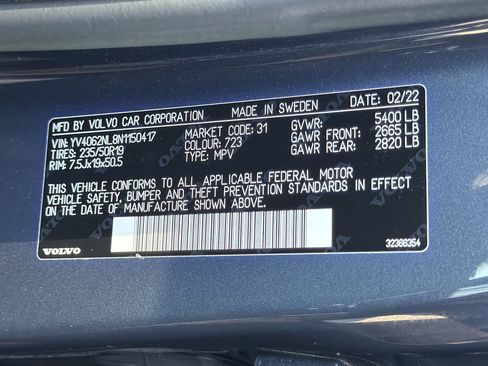 MFD BY VOLVO CAR CORPORATION MADE IN SWEDEN DATE: 02/22
VIN: YV4062NL8N1150417 MARKET CODE: 31 GVWR: 5400 LB
TIRES: 235/50R19 COLOUR: 723 GAWR FRONT: 2665 LB
RIM: 7.5Jx19x50.5 TYPE: MPV GAWR REAR: 2820 LB
THIS VEHICLE CONFORMS TO ALL APPLICABLE FEDERAL MOTOR
VEHICLE SAFETY, BUMPER AND THEFT PREVENTION STANDARDS IN EFFECT
ON THE DATE OF MANUFACTURE SHOWN ABOVE.
VOLVO 32366354